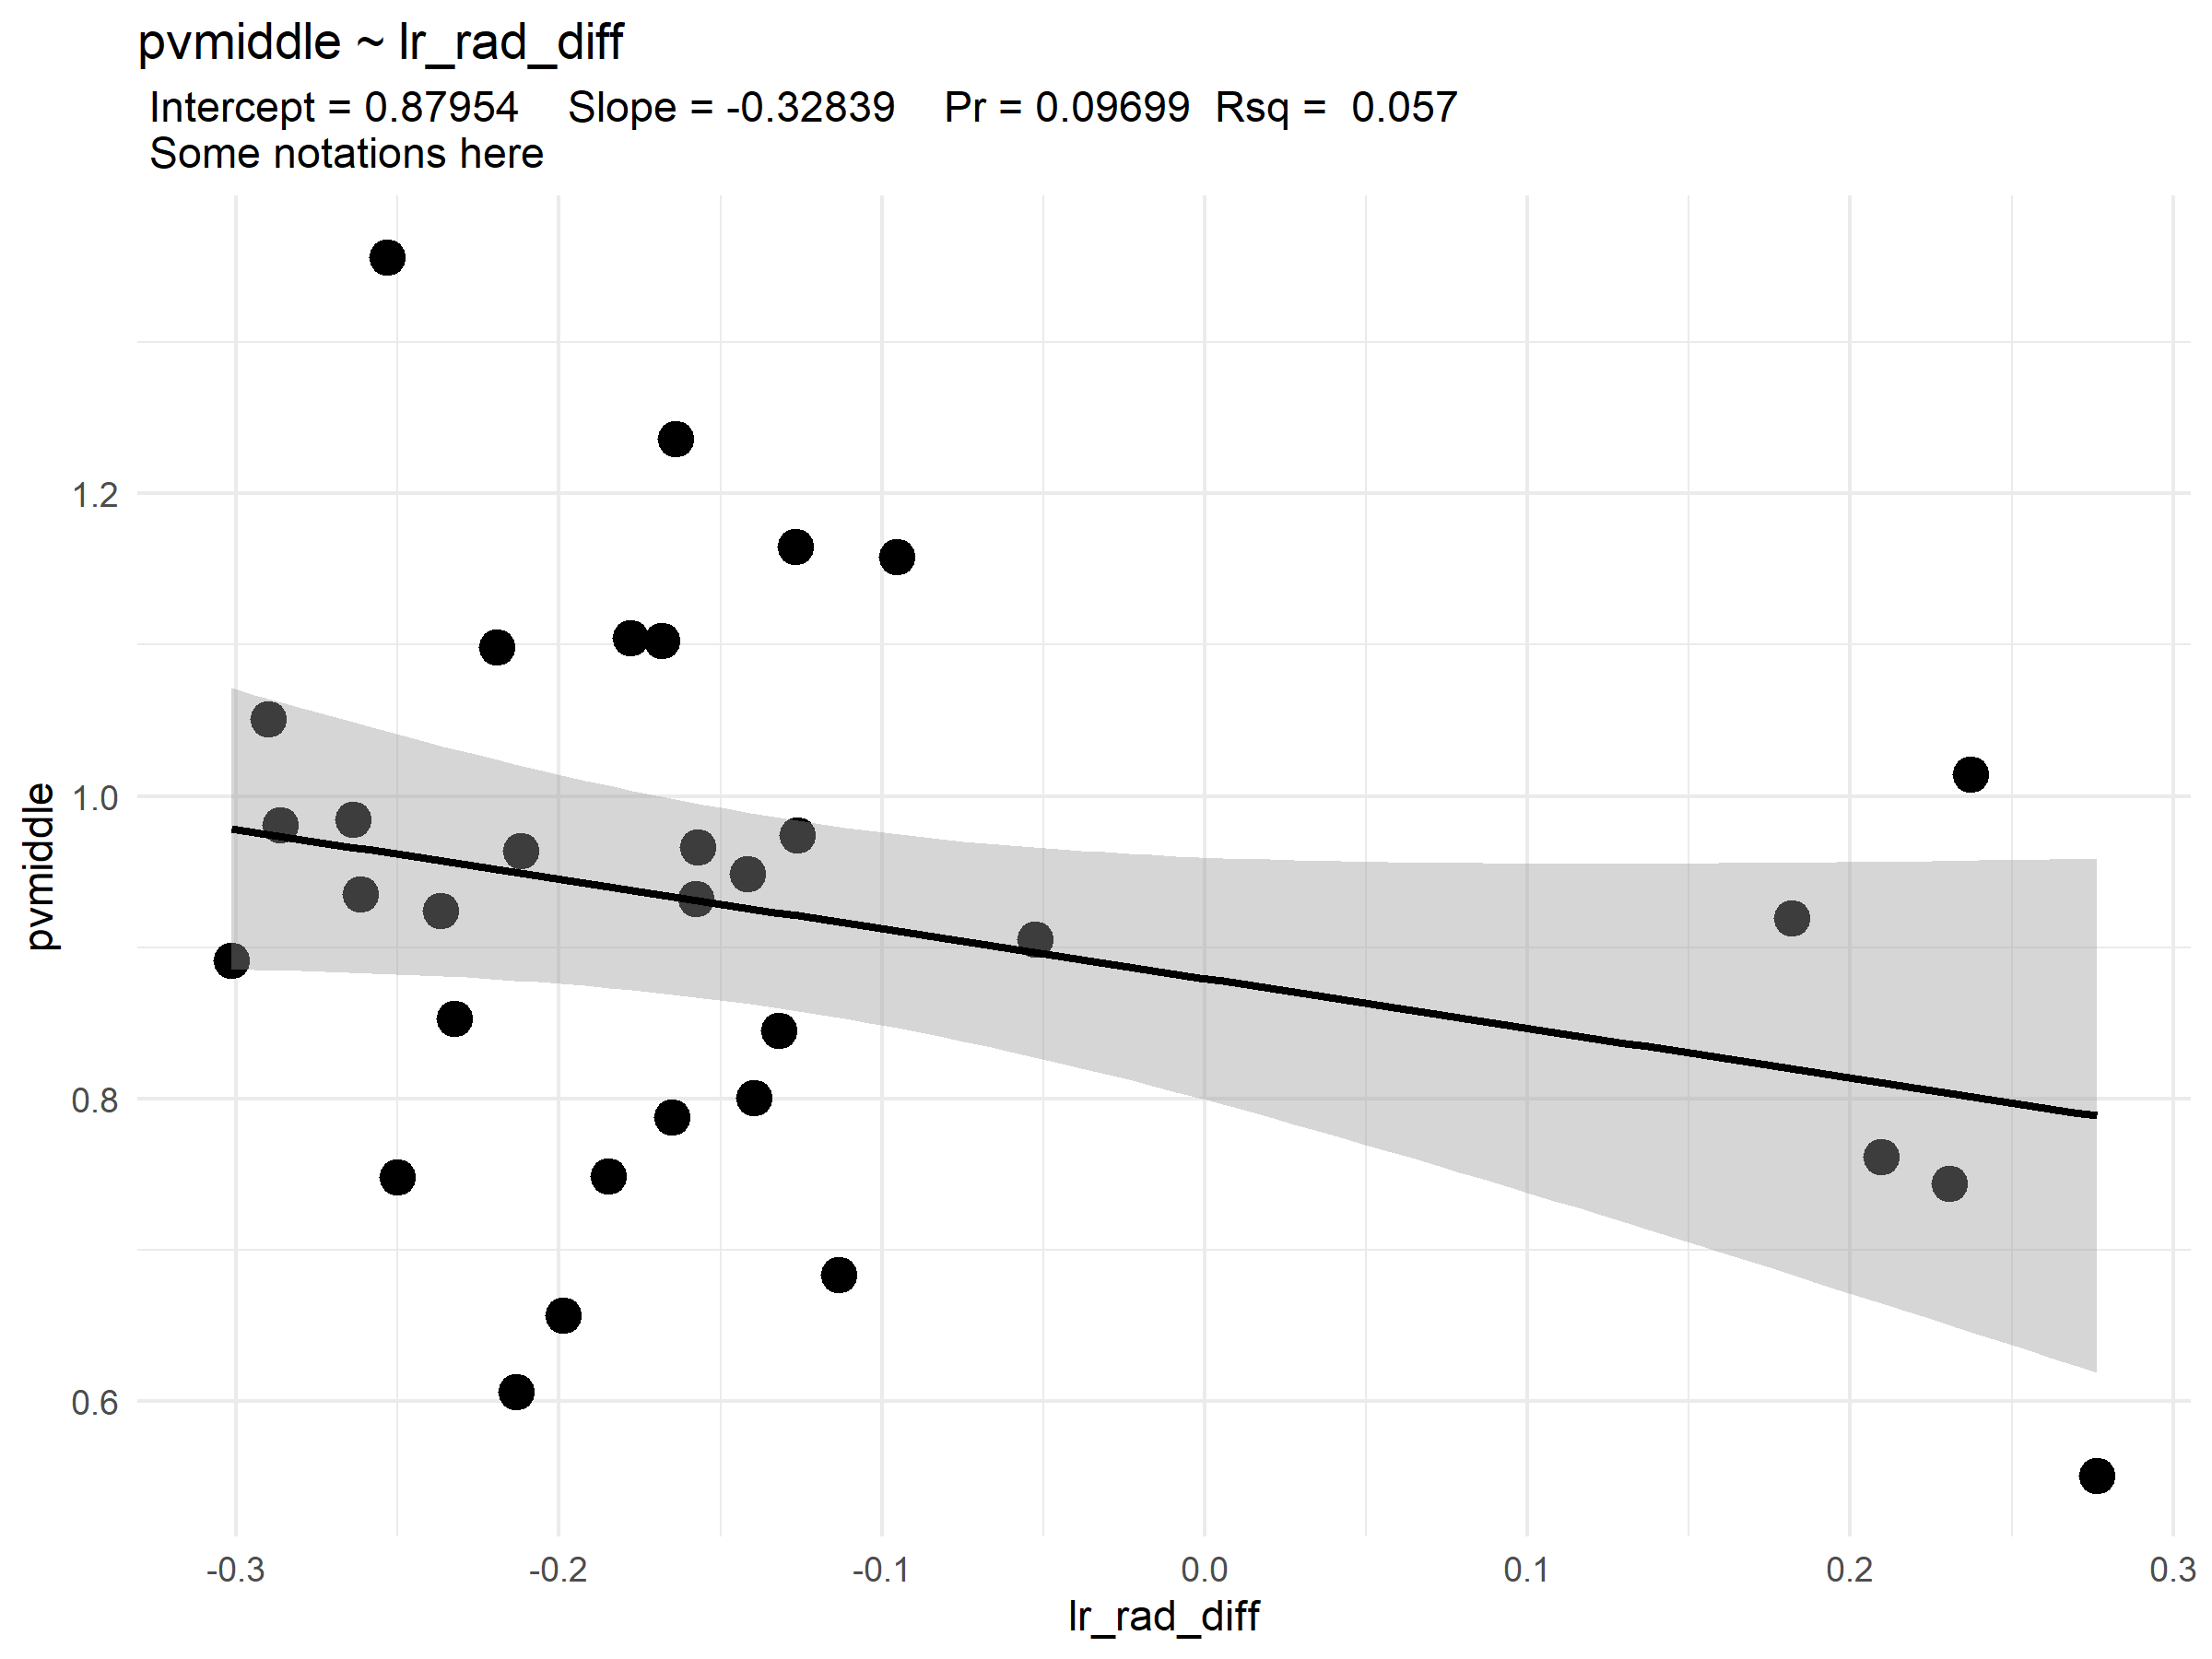 pvmiddle ~ lr_rad_diff
Intercept = 0.87954 Slope = -0.32839 Pr = 0.09699 Rsq = 0.057
Some notations here
pvmiddle
1.2
1.0
0.8
0.6
-0.3 -0.2 -0.1 0.0 0.1 0.2 0.3
lr_rad_diff